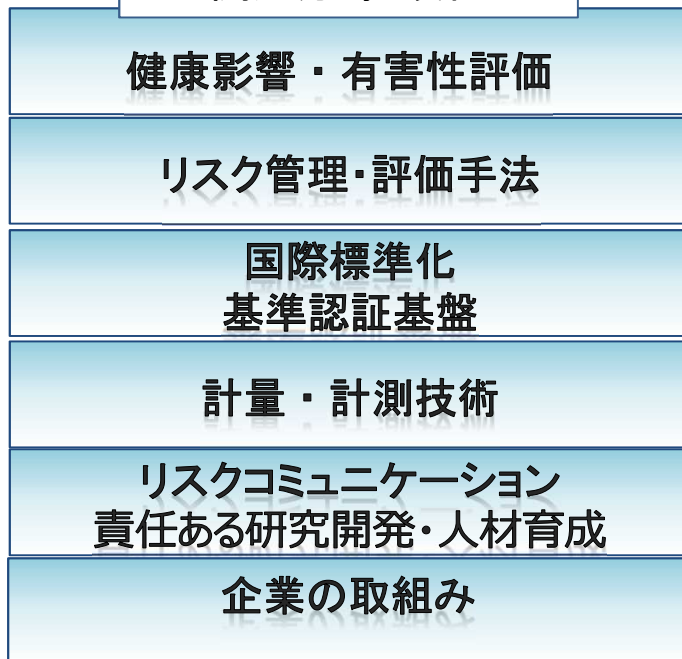 健康影響・有害性評価
リスク管理・評価手法
国際標準化
基準認証基盤
計量・計測技術
リスクコミュニケーション
責任ある研究開発・人材育成
企業の取組み